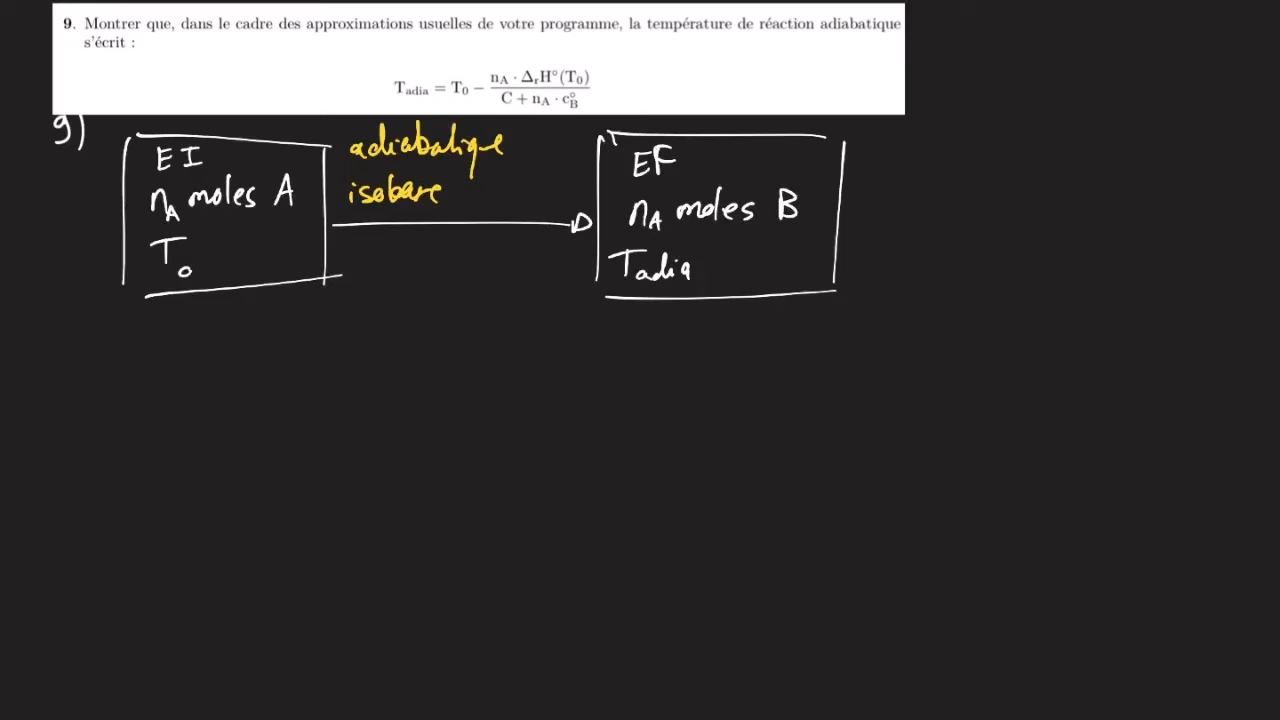 9. Montrer que, dans le cadre des approximations usuelles de votre programme, la température de réaction adiabatique
s'écrit :
T_adia = T_0 − (n_A · Δ_rH°(T_0)) / (C + n_A · c°_B)
9)
EI
n_A moles A
T_0
adiabatique
isobare
EF
n_A moles B
Tadia